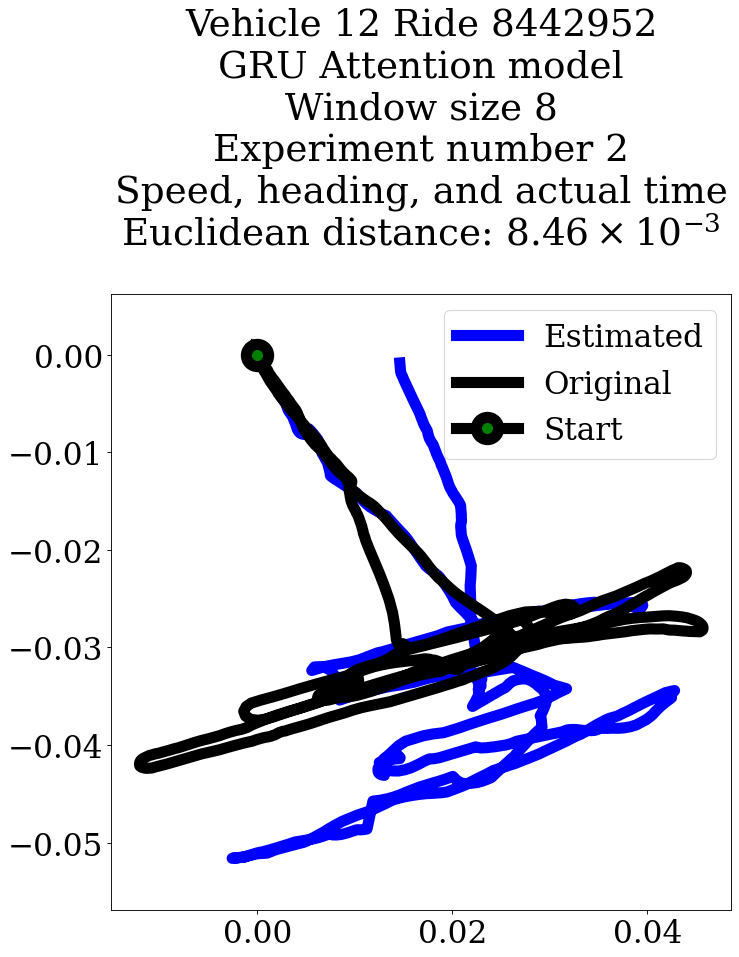 Vehicle 12 Ride 8442952
GRU Attention model
Window size 8
Experiment number 2
Speed, heading, and actual time
Euclidean distance: 8.46 × 10⁻³
Estimated
Original
Start
0.00
−0.01
−0.02
−0.03
−0.04
−0.05
0.00 0.02 0.04